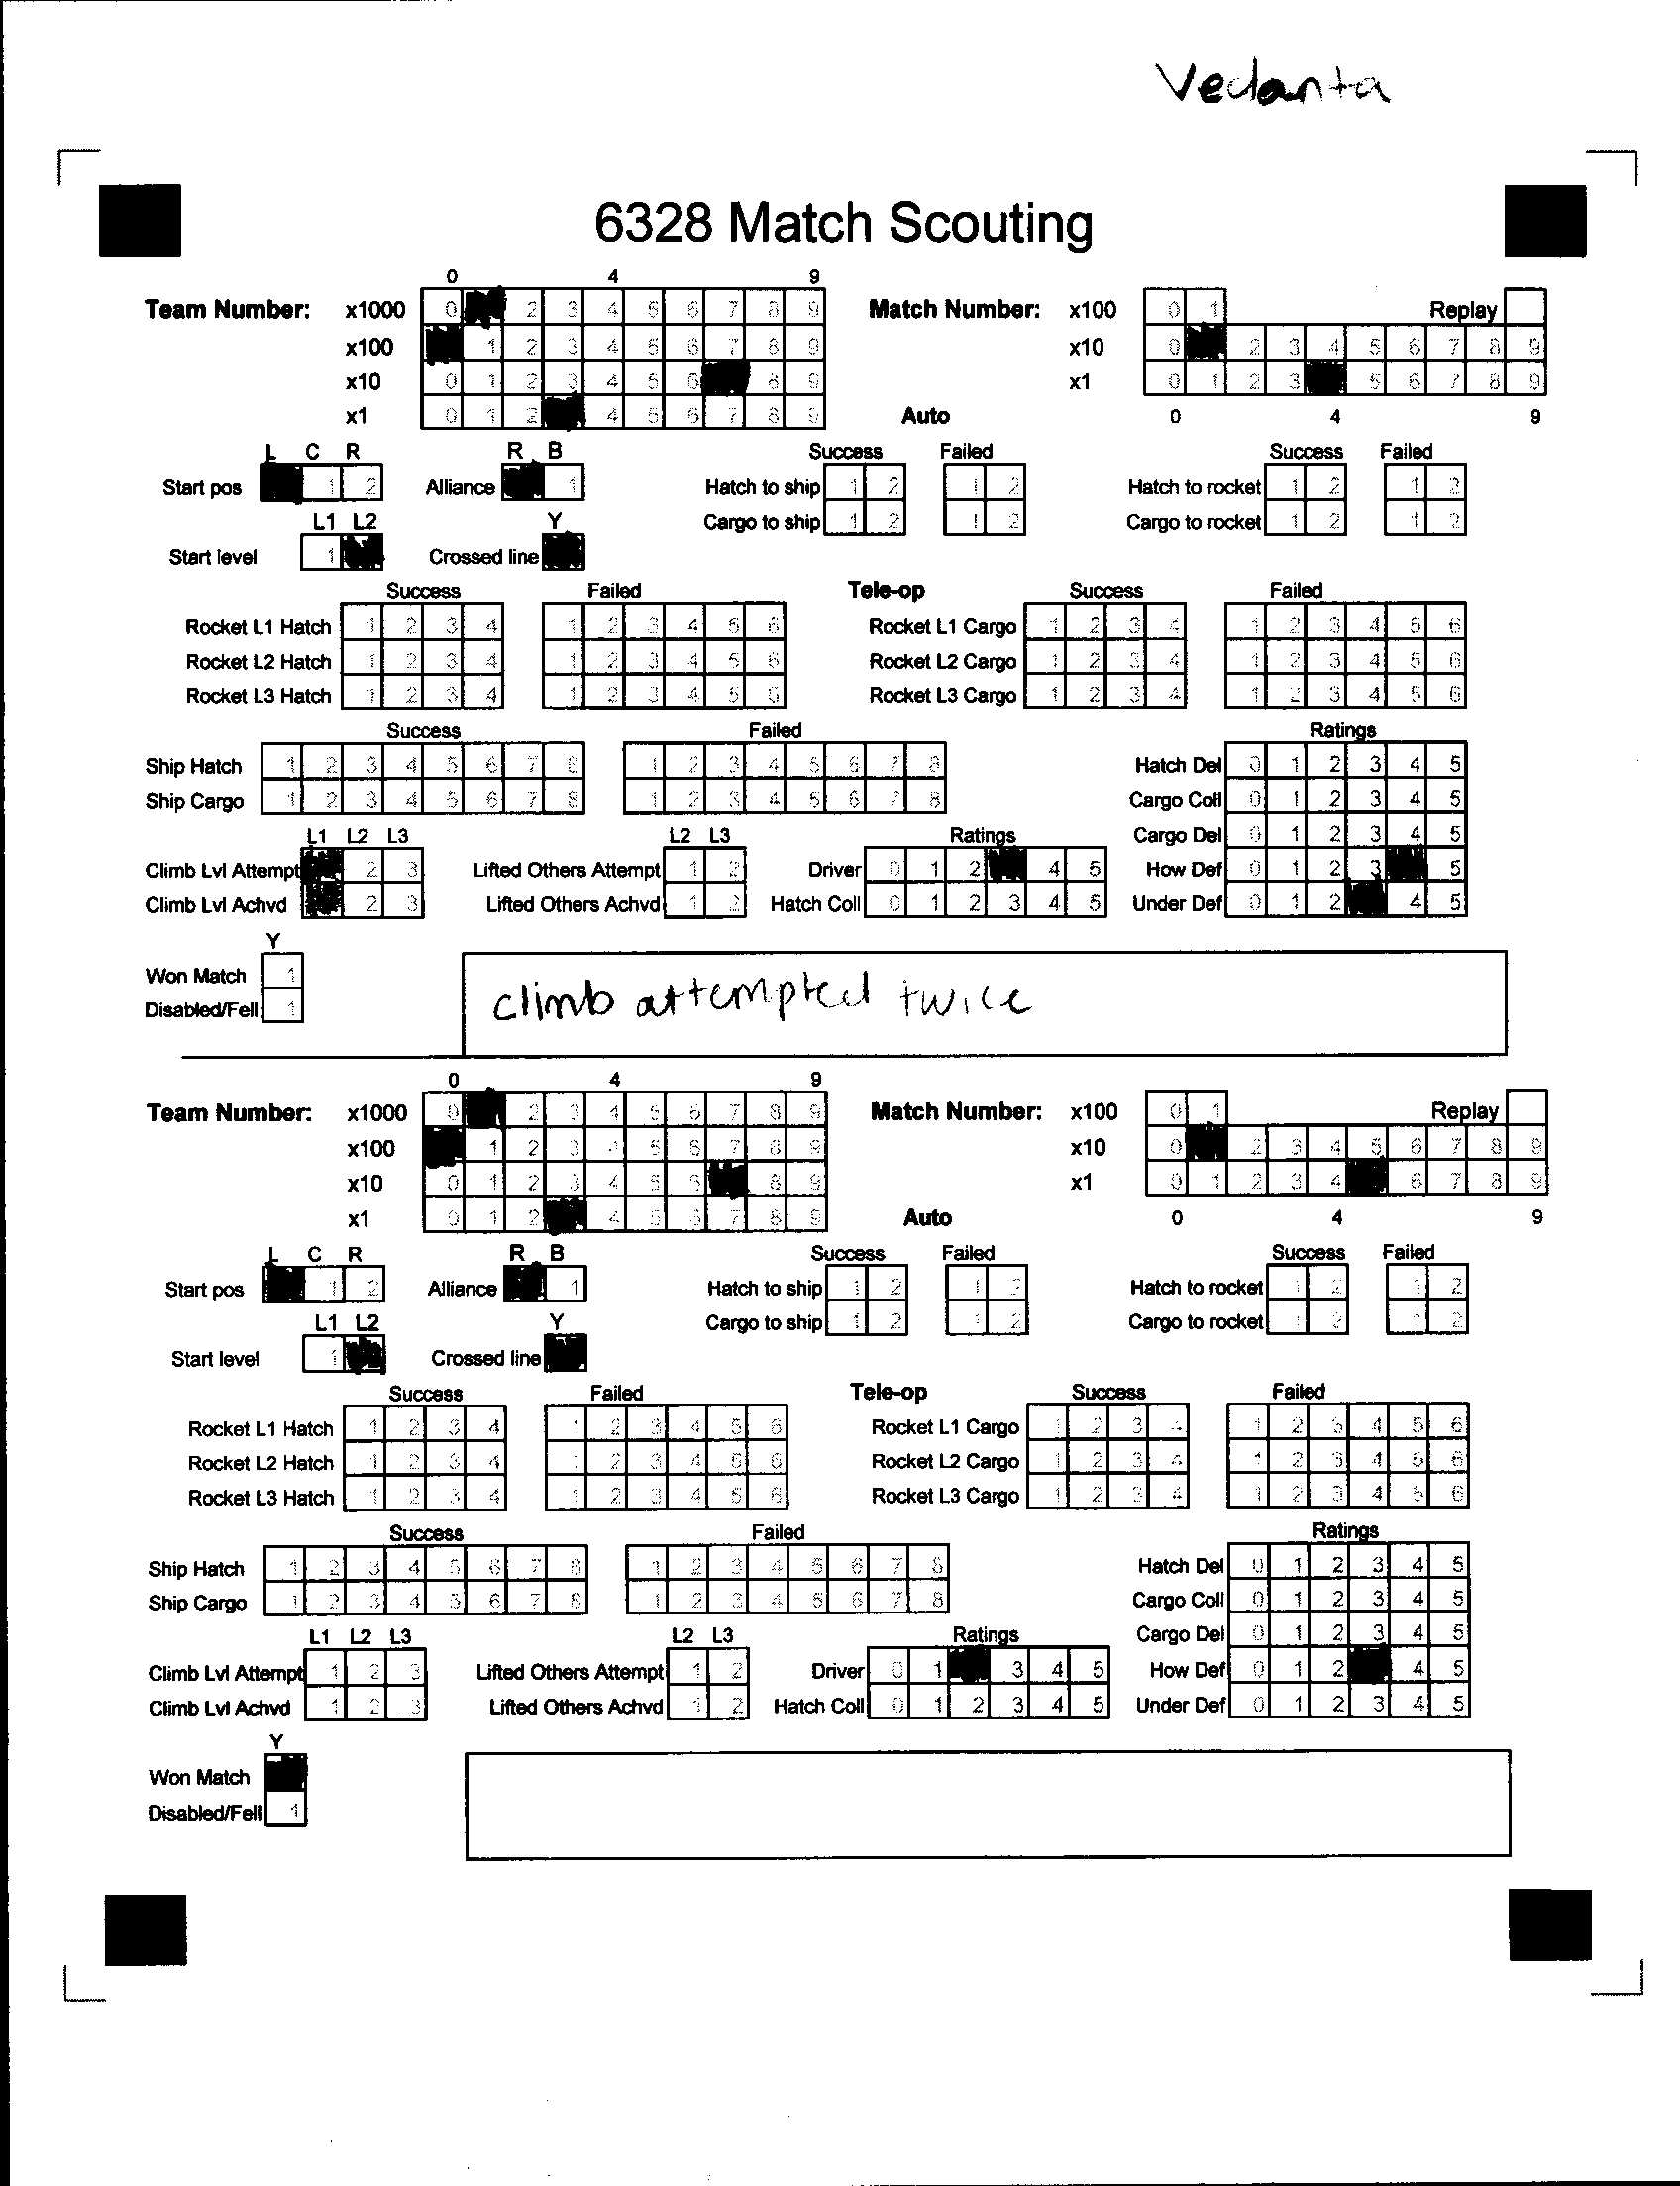 Vedanta
6328 Match Scouting
0 4 9
Team Number: x1000 0 2 3 4 5 6 7 8 9 Match Number: x100 0 1 Replay
x100 1 2 3 4 5 6 7 8 9 x10 0 2 3 4 5 6 7 8 9
x10 0 1 2 3 4 5 6 8 9 x1 0 1 2 3 5 6 7 8 9
x1 0 1 2 4 5 6 7 8 9 Auto 0 4 9
L C R R B Success Failed Success Failed
Start pos 1 2 Alliance 1 Hatch to ship 1 2 1 2 Hatch to rocket 1 2 1 2
L1 L2 Y Cargo to ship 1 2 1 2 Cargo to rocket 1 2 1 2
Start level 1 Crossed line
Success Failed Tele-op Success Failed
Rocket L1 Hatch 1 2 3 4 1 2 3 4 5 6 Rocket L1 Cargo 1 2 3 4 1 2 3 4 5 6
Rocket L2 Hatch 1 2 3 4 1 2 3 4 5 6 Rocket L2 Cargo 1 2 3 4 1 2 3 4 5 6
Rocket L3 Hatch 1 2 3 4 1 2 3 4 5 6 Rocket L3 Cargo 1 2 3 4 1 2 3 4 5 6
Success Failed Ratings
Ship Hatch 1 2 3 4 5 6 7 8 1 2 3 4 5 6 7 8 Hatch Del 0 1 2 3 4 5
Ship Cargo 1 2 3 4 5 6 7 8 1 2 3 4 5 6 7 8 Cargo Coll 0 1 2 3 4 5
L1 L2 L3 L2 L3 Ratings Cargo Del 0 1 2 3 4 5
Climb Lvl Attempt 2 3 Lifted Others Attempt 1 2 Driver 0 1 2 4 5 How Def 0 1 2 3 5
Climb Lvl Achvd 2 3 Lifted Others Achvd 1 2 Hatch Coll 0 1 2 3 4 5 Under Def 0 1 2 4 5
Y
Won Match 1
Disabled/Fell 1
climb attempted twice
0 4 9
Team Number: x1000 0 2 3 4 5 6 7 8 9 Match Number: x100 0 1 Replay
x100 1 2 3 4 5 6 7 8 9 x10 0 2 3 4 5 6 7 8 9
x10 0 1 2 3 4 5 6 8 9 x1 0 1 2 3 4 6 7 8 9
x1 0 1 2 4 5 6 7 8 9 Auto 0 4 9
L C R R B Success Failed Success Failed
Start pos 1 2 Alliance 1 Hatch to ship 1 2 1 2 Hatch to rocket 1 2 1 2
L1 L2 Y Cargo to ship 1 2 1 2 Cargo to rocket 1 2 1 2
Start level 1 Crossed line
Success Failed Tele-op Success Failed
Rocket L1 Hatch 1 2 3 4 1 2 3 4 5 6 Rocket L1 Cargo 1 2 3 4 1 2 3 4 5 6
Rocket L2 Hatch 1 2 3 4 1 2 3 4 5 6 Rocket L2 Cargo 1 2 3 4 1 2 3 4 5 6
Rocket L3 Hatch 1 2 3 4 1 2 3 4 5 6 Rocket L3 Cargo 1 2 3 4 1 2 3 4 5 6
Success Failed Ratings
Ship Hatch 1 2 3 4 5 6 7 8 1 2 3 4 5 6 7 8 Hatch Del 0 1 2 3 4 5
Ship Cargo 1 2 3 4 5 6 7 8 1 2 3 4 5 6 7 8 Cargo Coll 0 1 2 3 4 5
L1 L2 L3 L2 L3 Ratings Cargo Del 0 1 2 3 4 5
Climb Lvl Attempt 1 2 3 Lifted Others Attempt 1 2 Driver 0 1 3 4 5 How Def 0 1 2 4 5
Climb Lvl Achvd 1 2 3 Lifted Others Achvd 1 2 Hatch Coll 0 1 2 3 4 5 Under Def 0 1 2 3 4 5
Y
Won Match
Disabled/Fell 1